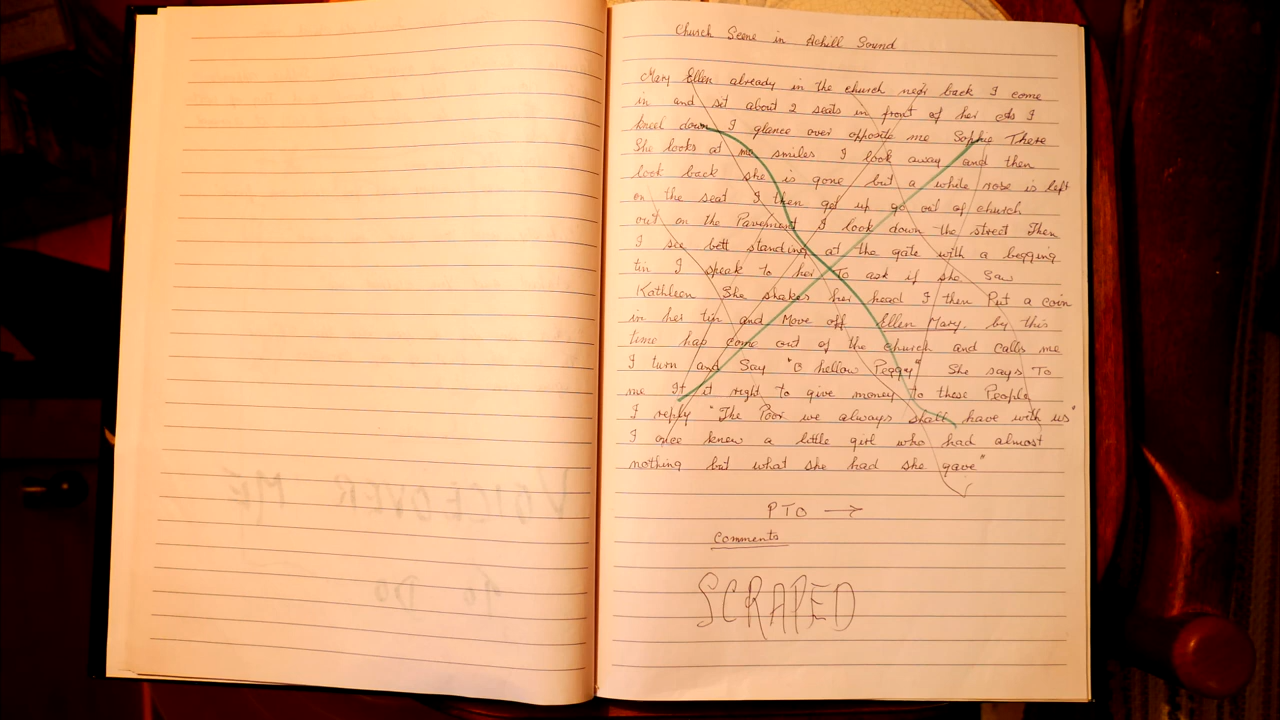 Church Scene in Achill Sound
Mary Ellen already in the church near back I come
in and sit about 2 seats in front of her As I
kneel down I glance over opposite me Sophie There
She looks at me smiles I look away and then
look back she is gone but a white rose is left
on the seat I then get up go out of church
out on the Pavement I look down the street Then
I see bett standing at the gate with a begging
tin I speak to her To ask if she Saw
Kathleen She shakes her head I then Put a coin
in her tin and Move off Ellen Mary. by this
time has come out of the church and calls me
I turn and Say "O hellow Peggy" She says To
me It it right to give money to these People
I reply "The Poor we always shall have with us"
I once knew a little girl who had almost
nothing but what she had she gave"
PTO →
Comments
SCRAPED
VOICEOVER ME
To Do